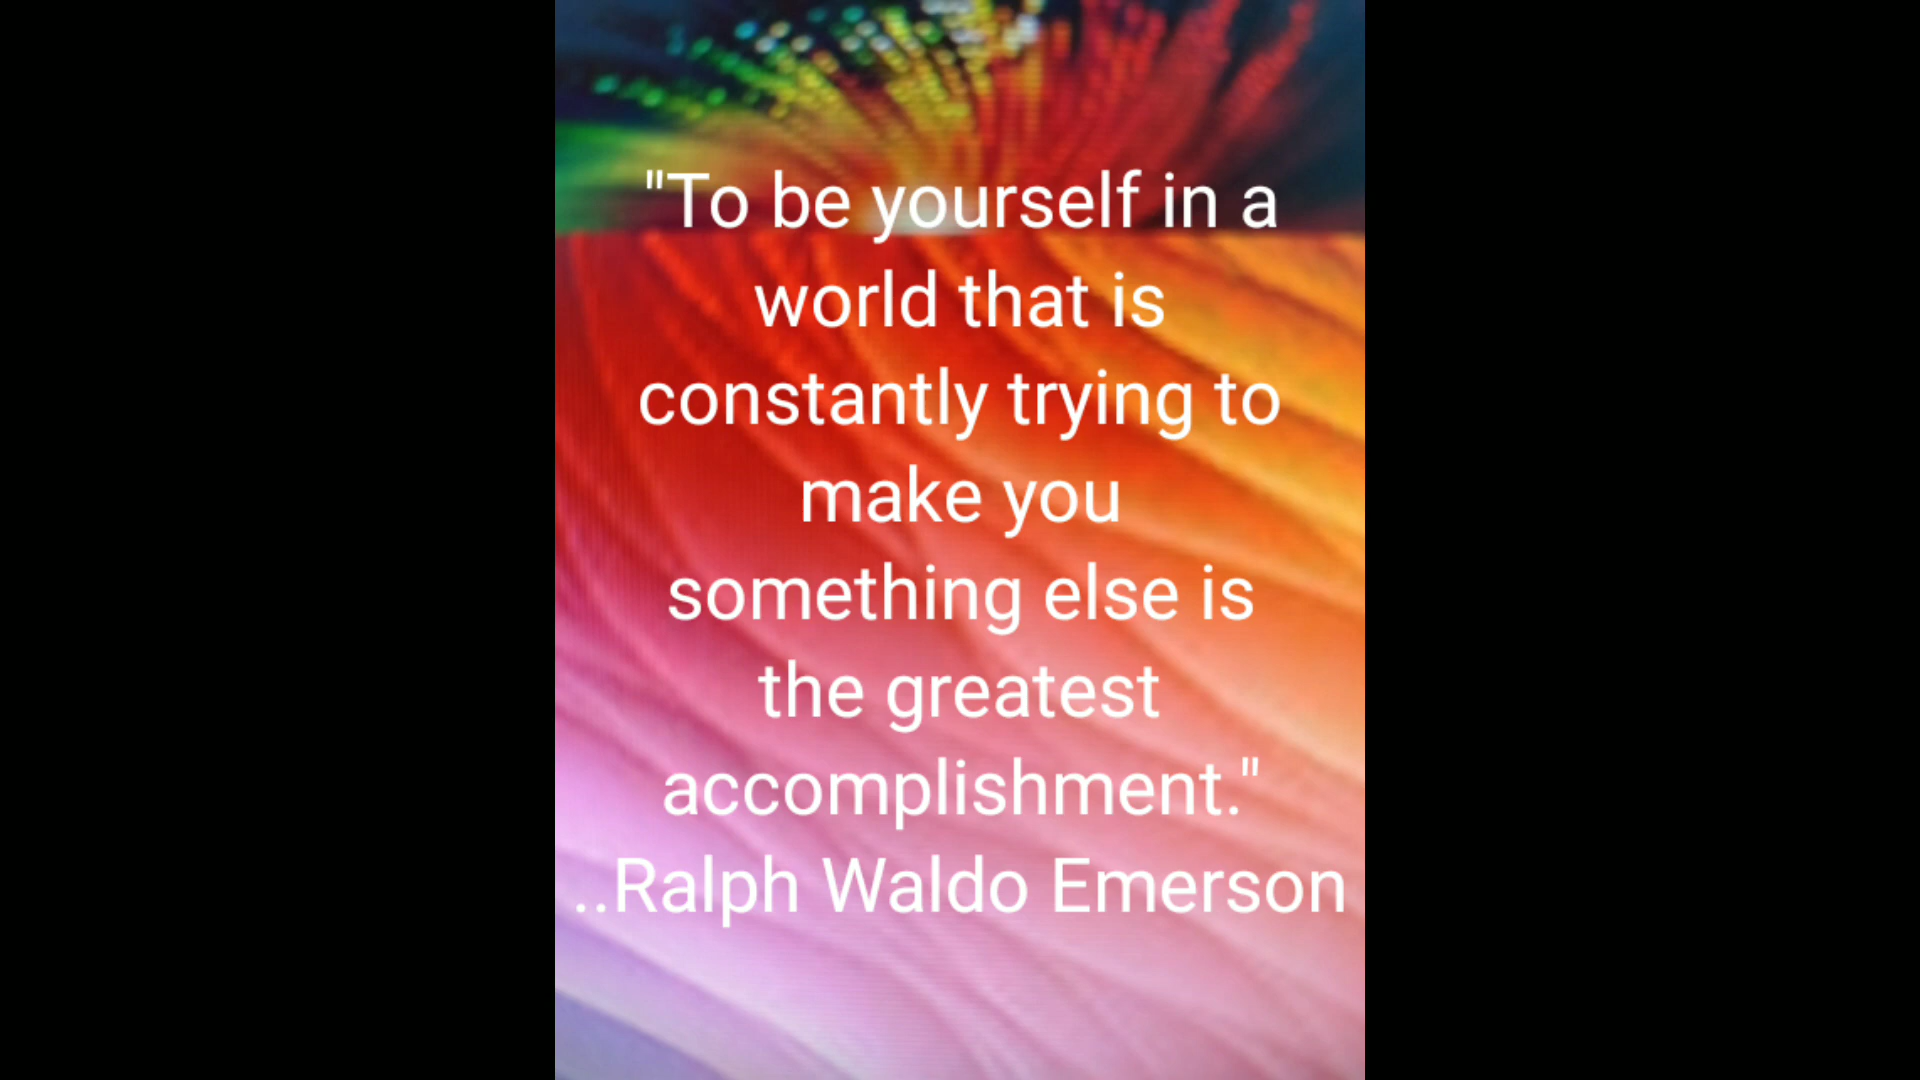 "To be yourself in a
world that is
constantly trying to
make you
something else is
the greatest
accomplishment."
..Ralph Waldo Emerson